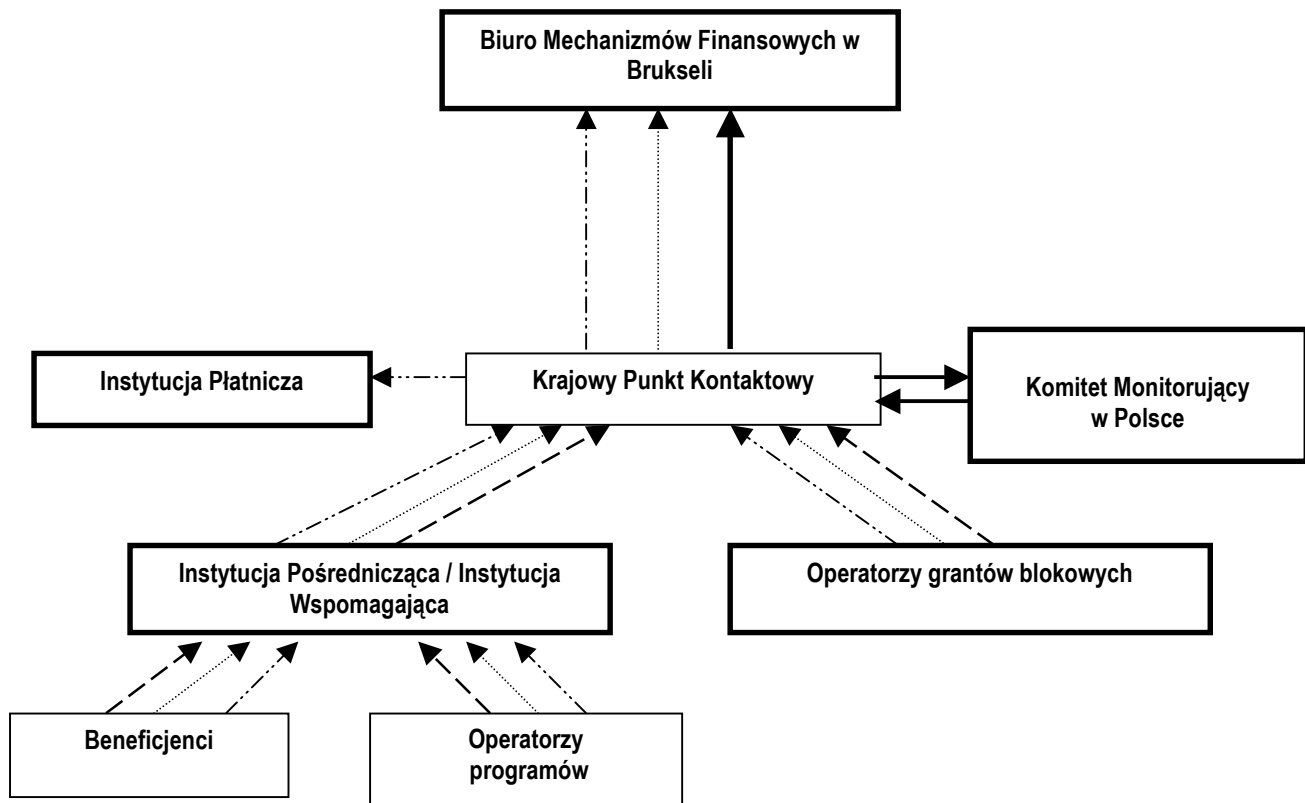 Biuro Mechanizmów Finansowych w
Brukseli
Instytucja Płatnicza
Krajowy Punkt Kontaktowy
Komitet Monitorujący
w Polsce
Instytucja Pośrednicząca / Instytucja
Wspomagająca
Operatorzy grantów blokowych
Beneficjenci
Operatorzy
programów